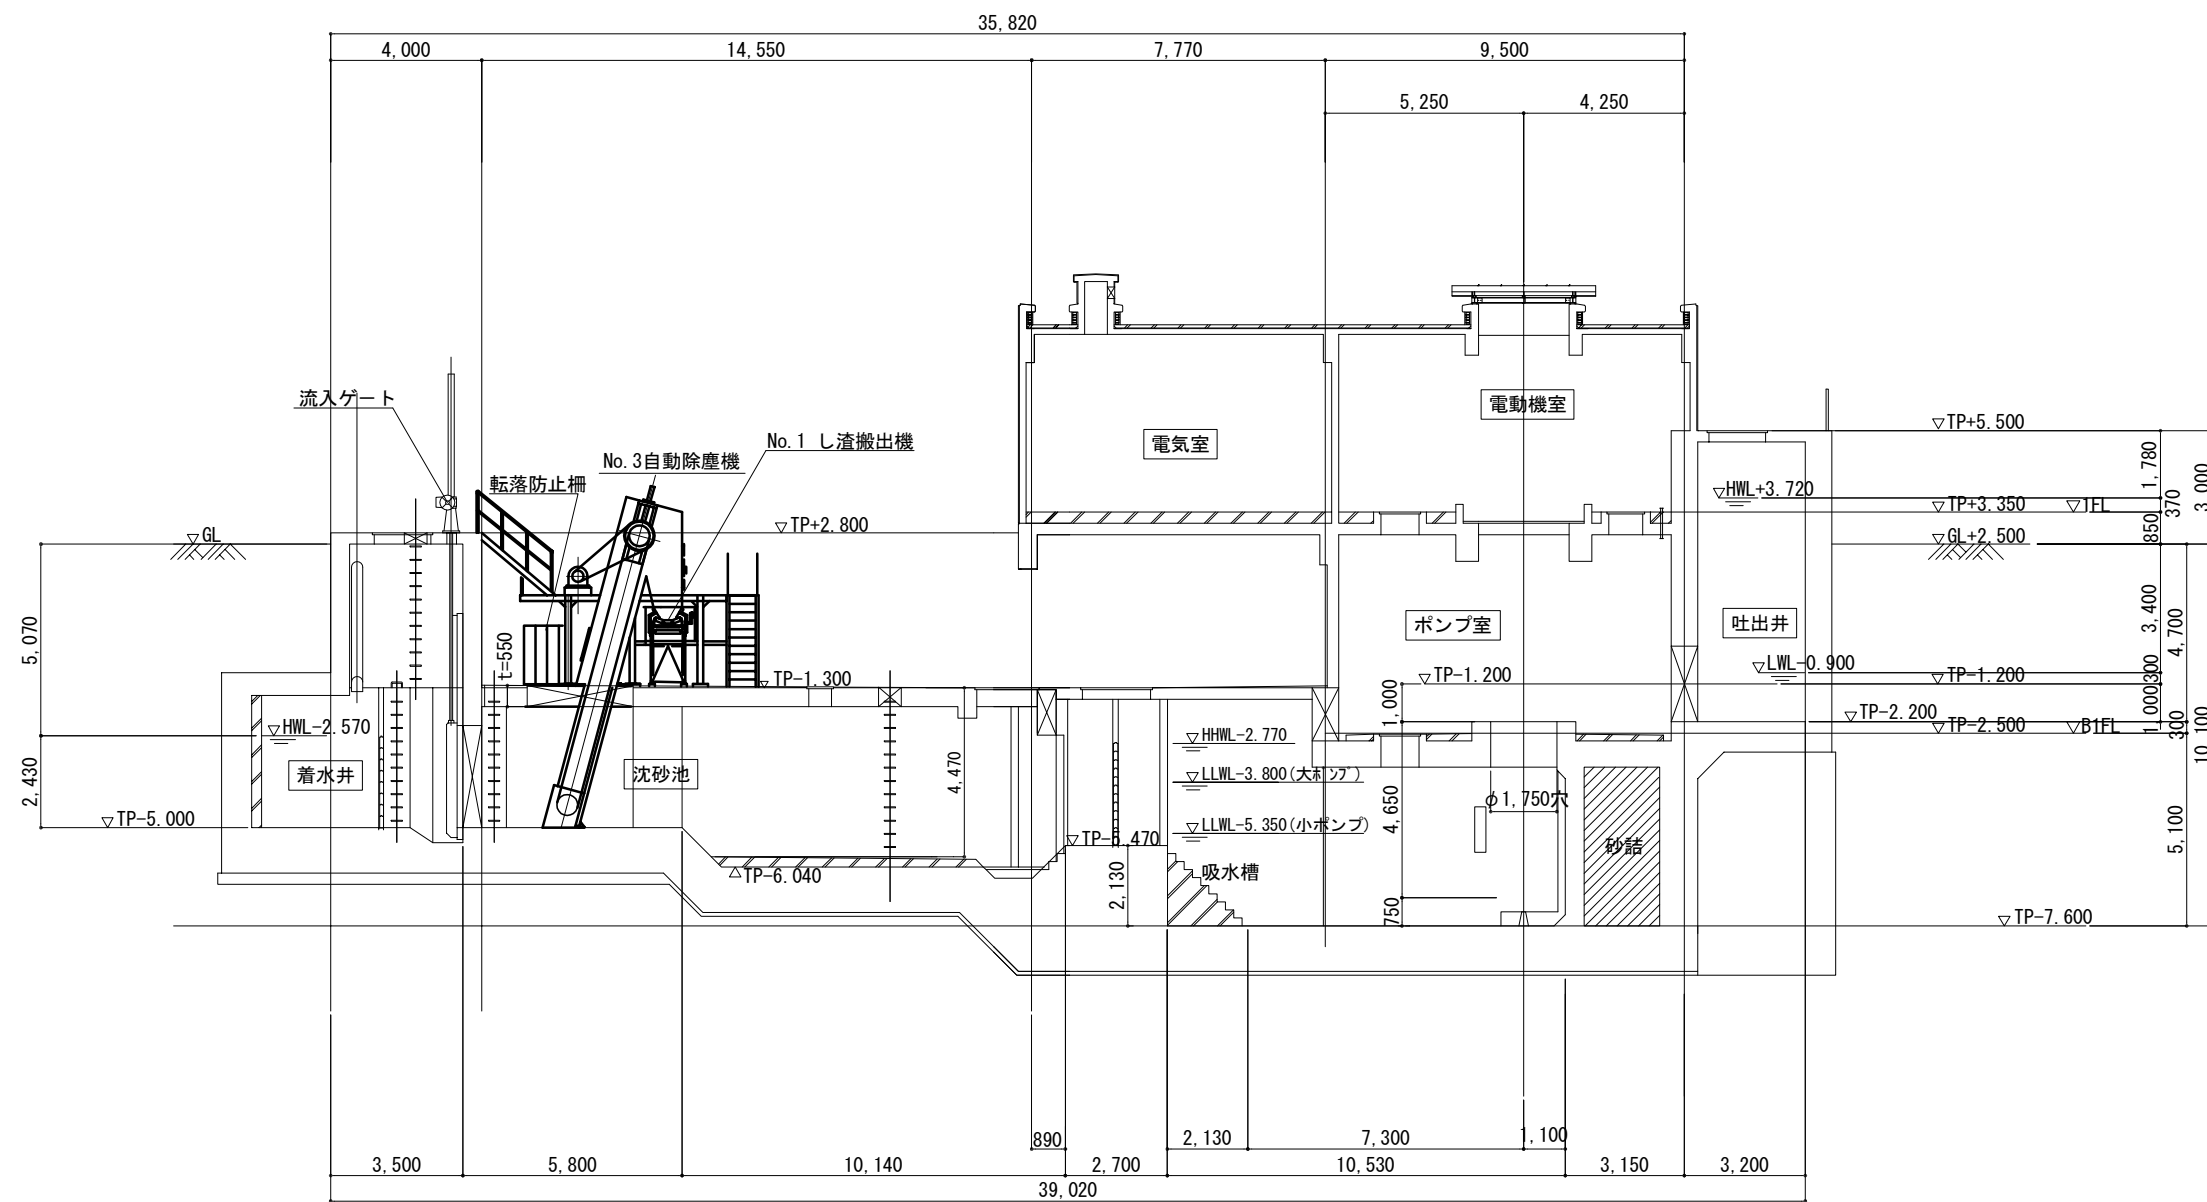 35,820
4,000
14,550
7,770
9,500
5,250
4,250
流入ゲート
No.1 し渣搬出機
No.3自動除塵機
転落防止柵
電動機室
電気室
▽TP+5.500
▽HWL+3.720
▽TP+3.350
▽1FL
▽TP+2.800
▽GL
▽GL+2.500
1,780
370
3,000
850
5,070
t=550
ポンプ室
吐出井
3,400
4,700
▽LWL-0.900
▽TP-1.300
▽TP-1.200
▽TP-1.200
300
1,000
1,000
▽TP-2.200
▽TP-2.500
▽B1FL
300
10,100
▽HWL-2.570
▽HHWL-2.770
着水井
沈砂池
▽LLWL-3.800(大ポンプ)
2,430
4,470
4,650
φ1,750穴
▽TP-5.000
▽LLWL-5.350(小ポンプ)
▽TP-5.470
砂詰
5,100
△TP-6.040
吸水槽
2,130
750
▽TP-7.600
890
2,130
7,300
1,100
3,500
5,800
10,140
2,700
10,530
3,150
3,200
39,020